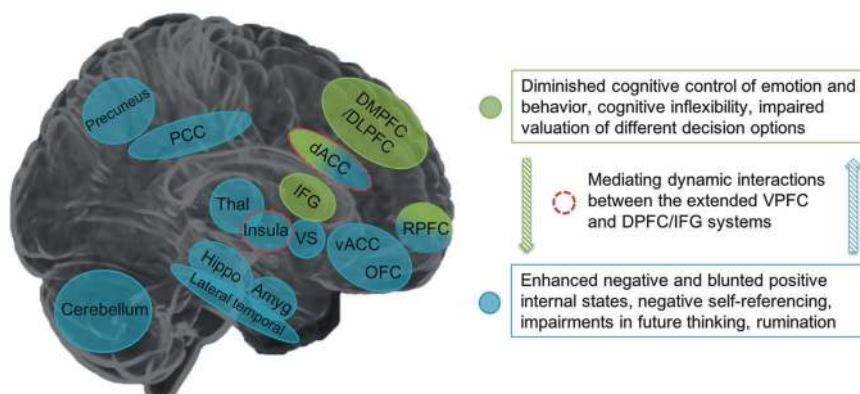 Precuneus
PCC
DMPFC
/DLPFC
dACC
IFG
Thal
Insula
VS
vACC
OFC
RPFC
Hippo
Amyg
Lateral temporal
Cerebellum
Diminished cognitive control of emotion and
behavior, cognitive inflexibility, impaired
valuation of different decision options
Mediating dynamic interactions
between the extended VPFC
and DPFC/IFG systems
Enhanced negative and blunted positive
internal states, negative self-referencing,
impairments in future thinking, rumination